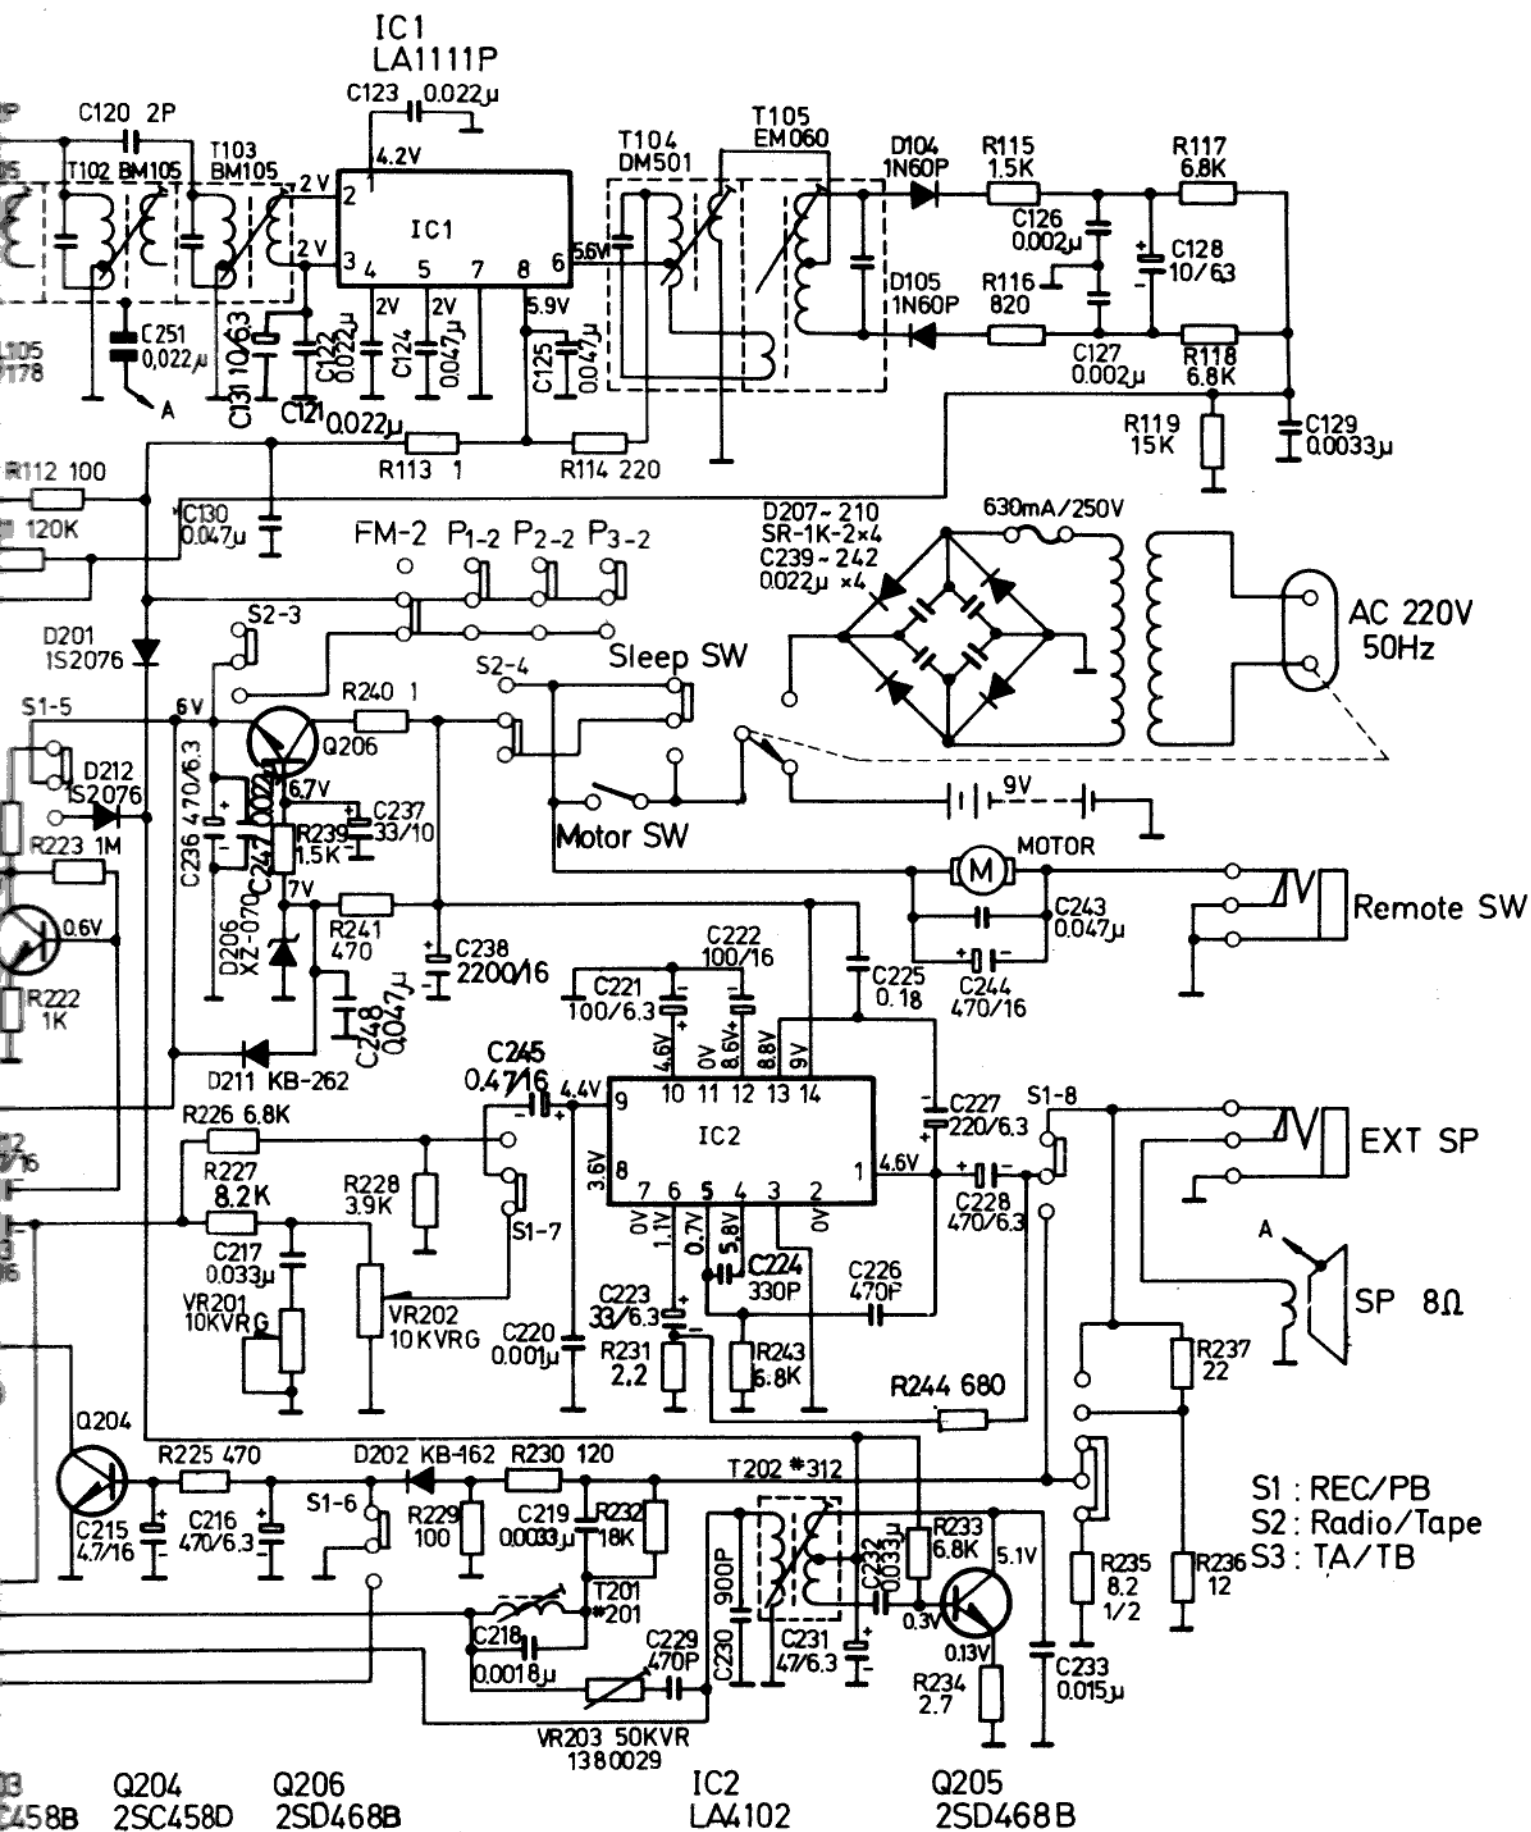 IC1
LA1111P
C123 0.022µ
C120 2P
4.2V
T102 BM105
T103
BM105
2V
2V
1
2
3
IC1
4
5
7
8
6
5.6V
2V
2V
5.9V
T104
DM501
T105
EM060
D104
1N60P
R115
1.5K
R117
6.8K
C126
0.002µ
C128
10/6.3
+
-
D105
1N60P
R116
820
C127
0.002µ
R118
6.8K
C251
0,022µ
A
C131 10/6.3
C122
0.022µ
C124
0.047µ
C125
0.047µ
C121 0.022µ
R119
15K
C129
0.0033µ
R112 100
R113 1
R114 220
120K
C130
0.047µ
FM-2
P1-2
P2-2
P3-2
D207~210
SR-1K-2×4
C239~242
0.022µ ×4
630mA/250V
AC 220V
50Hz
S2-3
D201
1S2076
Sleep SW
S2-4
R240 1
S1-5
6V
Q206
D212
1S2076
6.7V
C236 470/6.3
C247
R239
1.5K
C237
33/10
Motor SW
9V
R223 1M
7V
MOTOR
M
Remote SW
0.6V
D206
XZ-070
R241
470
C238
2200/16
C222
100/16
C243
0.047µ
C221
100/6.3
C225
0.18
C244
470/16
R222
1K
C248
0.047µ
4.6V
0V
8.6V
8.8V
9V
D211 KB-262
C245
0.47/16
4.4V
9
10
11
12
13
14
IC2
C227
220/6.3
S1-8
R226 6.8K
EXT SP
R227
8.2K
R228
3.9K
3.6V
8
1
4.6V
7
6
5
4
3
2
C228
470/6.3
S1-7
0V
1.1V
0.7V
5.8V
0V
C217
0.033µ
C224
330P
C226
470P
A
VR201
10KVRG
VR202
10KVRG
C223
33/6.3
SP 8Ω
C220
0.001µ
R231
2.2
R243
6.8K
R237
22
R244 680
Q204
R225 470
D202 KB-162
R230 120
T202 *312
S1 : REC/PB
S2 : Radio/Tape
S3 : TA/TB
S1-6
C215
4.7/16
C216
470/6.3
R229
100
C219
0.0033µ
R232
18K
C232
0.033µ
R233
6.8K
5.1V
R235
8.2
1/2
R236
12
900P
C230
T201
*201
0.3V
C218
0.0018µ
C229
470P
C231
47/6.3
0.13V
R234
2.7
C233
0.015µ
VR203 50KVR
1380029
Q204
2SC458D
Q206
2SD468B
IC2
LA4102
Q205
2SD468B